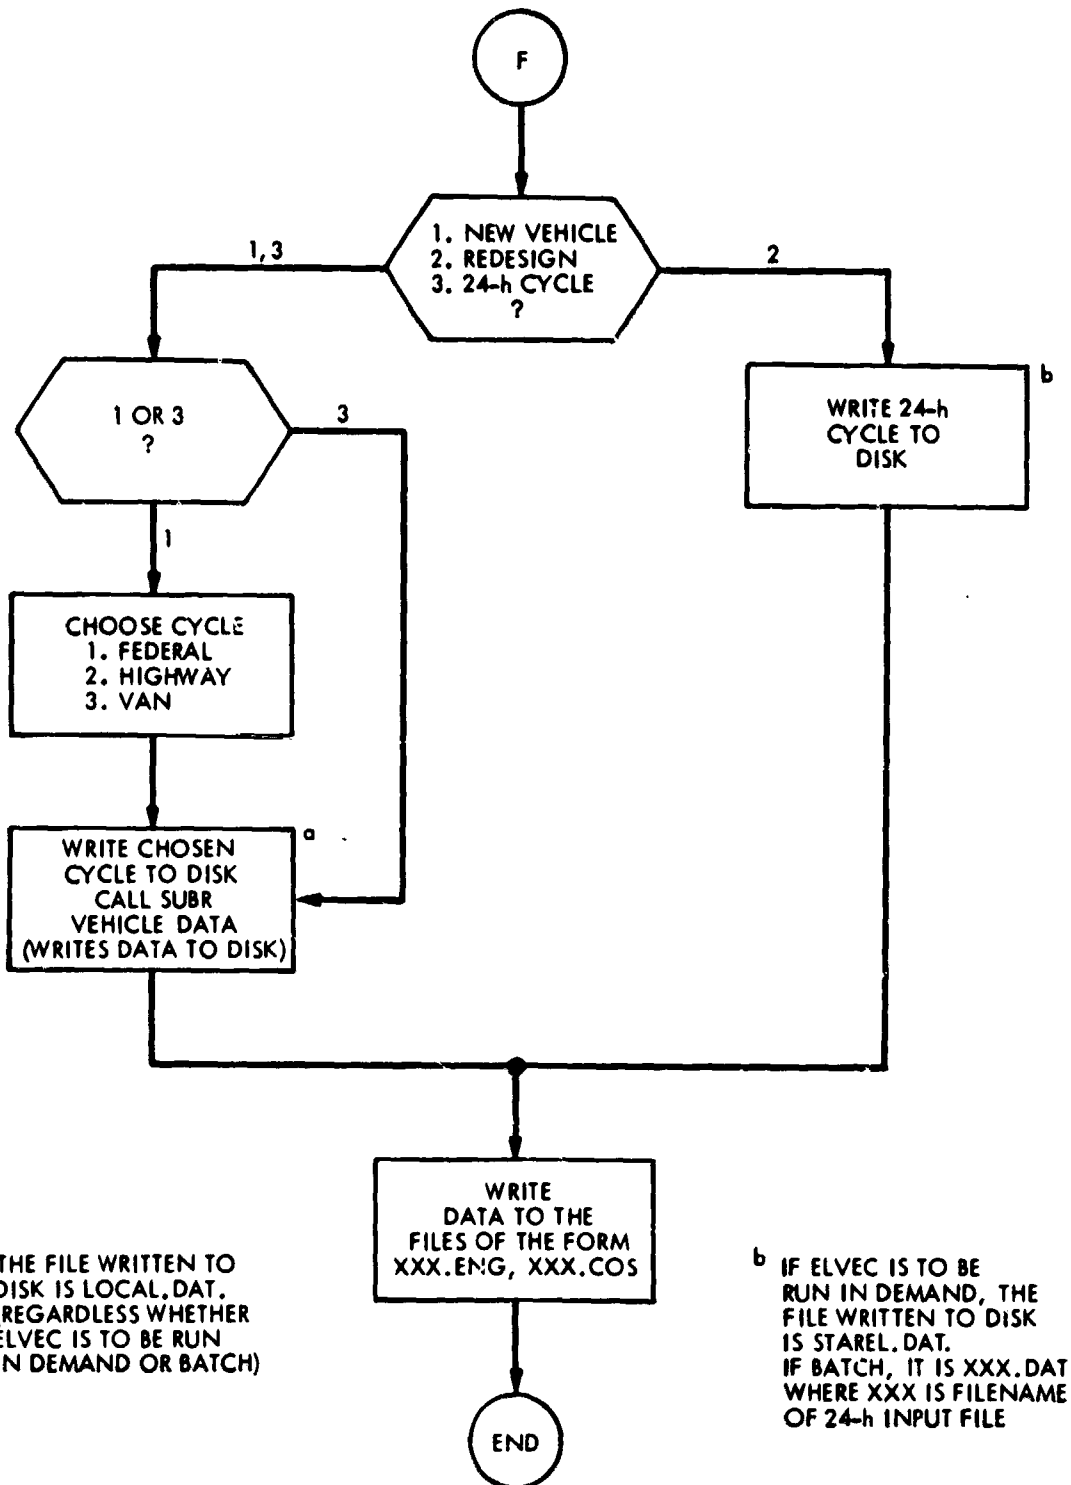 F
1. NEW VEHICLE
2. REDESIGN
3. 24-h CYCLE
?
1, 3
2
1 OR 3
?
3
1
b
WRITE 24-h
CYCLE TO
DISK
CHOOSE CYCLE
1. FEDERAL
2. HIGHWAY
3. VAN
a
WRITE CHOSEN
CYCLE TO DISK
CALL SUBR
VEHICLE DATA
(WRITES DATA TO DISK)
WRITE
DATA TO THE
FILES OF THE FORM
XXX.ENG, XXX.COS
THE FILE WRITTEN TO
DISK IS LOCAL.DAT.
REGARDLESS WHETHER
ELVEC IS TO BE RUN
IN DEMAND OR BATCH)
b IF ELVEC IS TO BE
RUN IN DEMAND, THE
FILE WRITTEN TO DISK
IS STAREL.DAT.
IF BATCH, IT IS XXX.DAT
WHERE XXX IS FILENAME
OF 24-h INPUT FILE
END